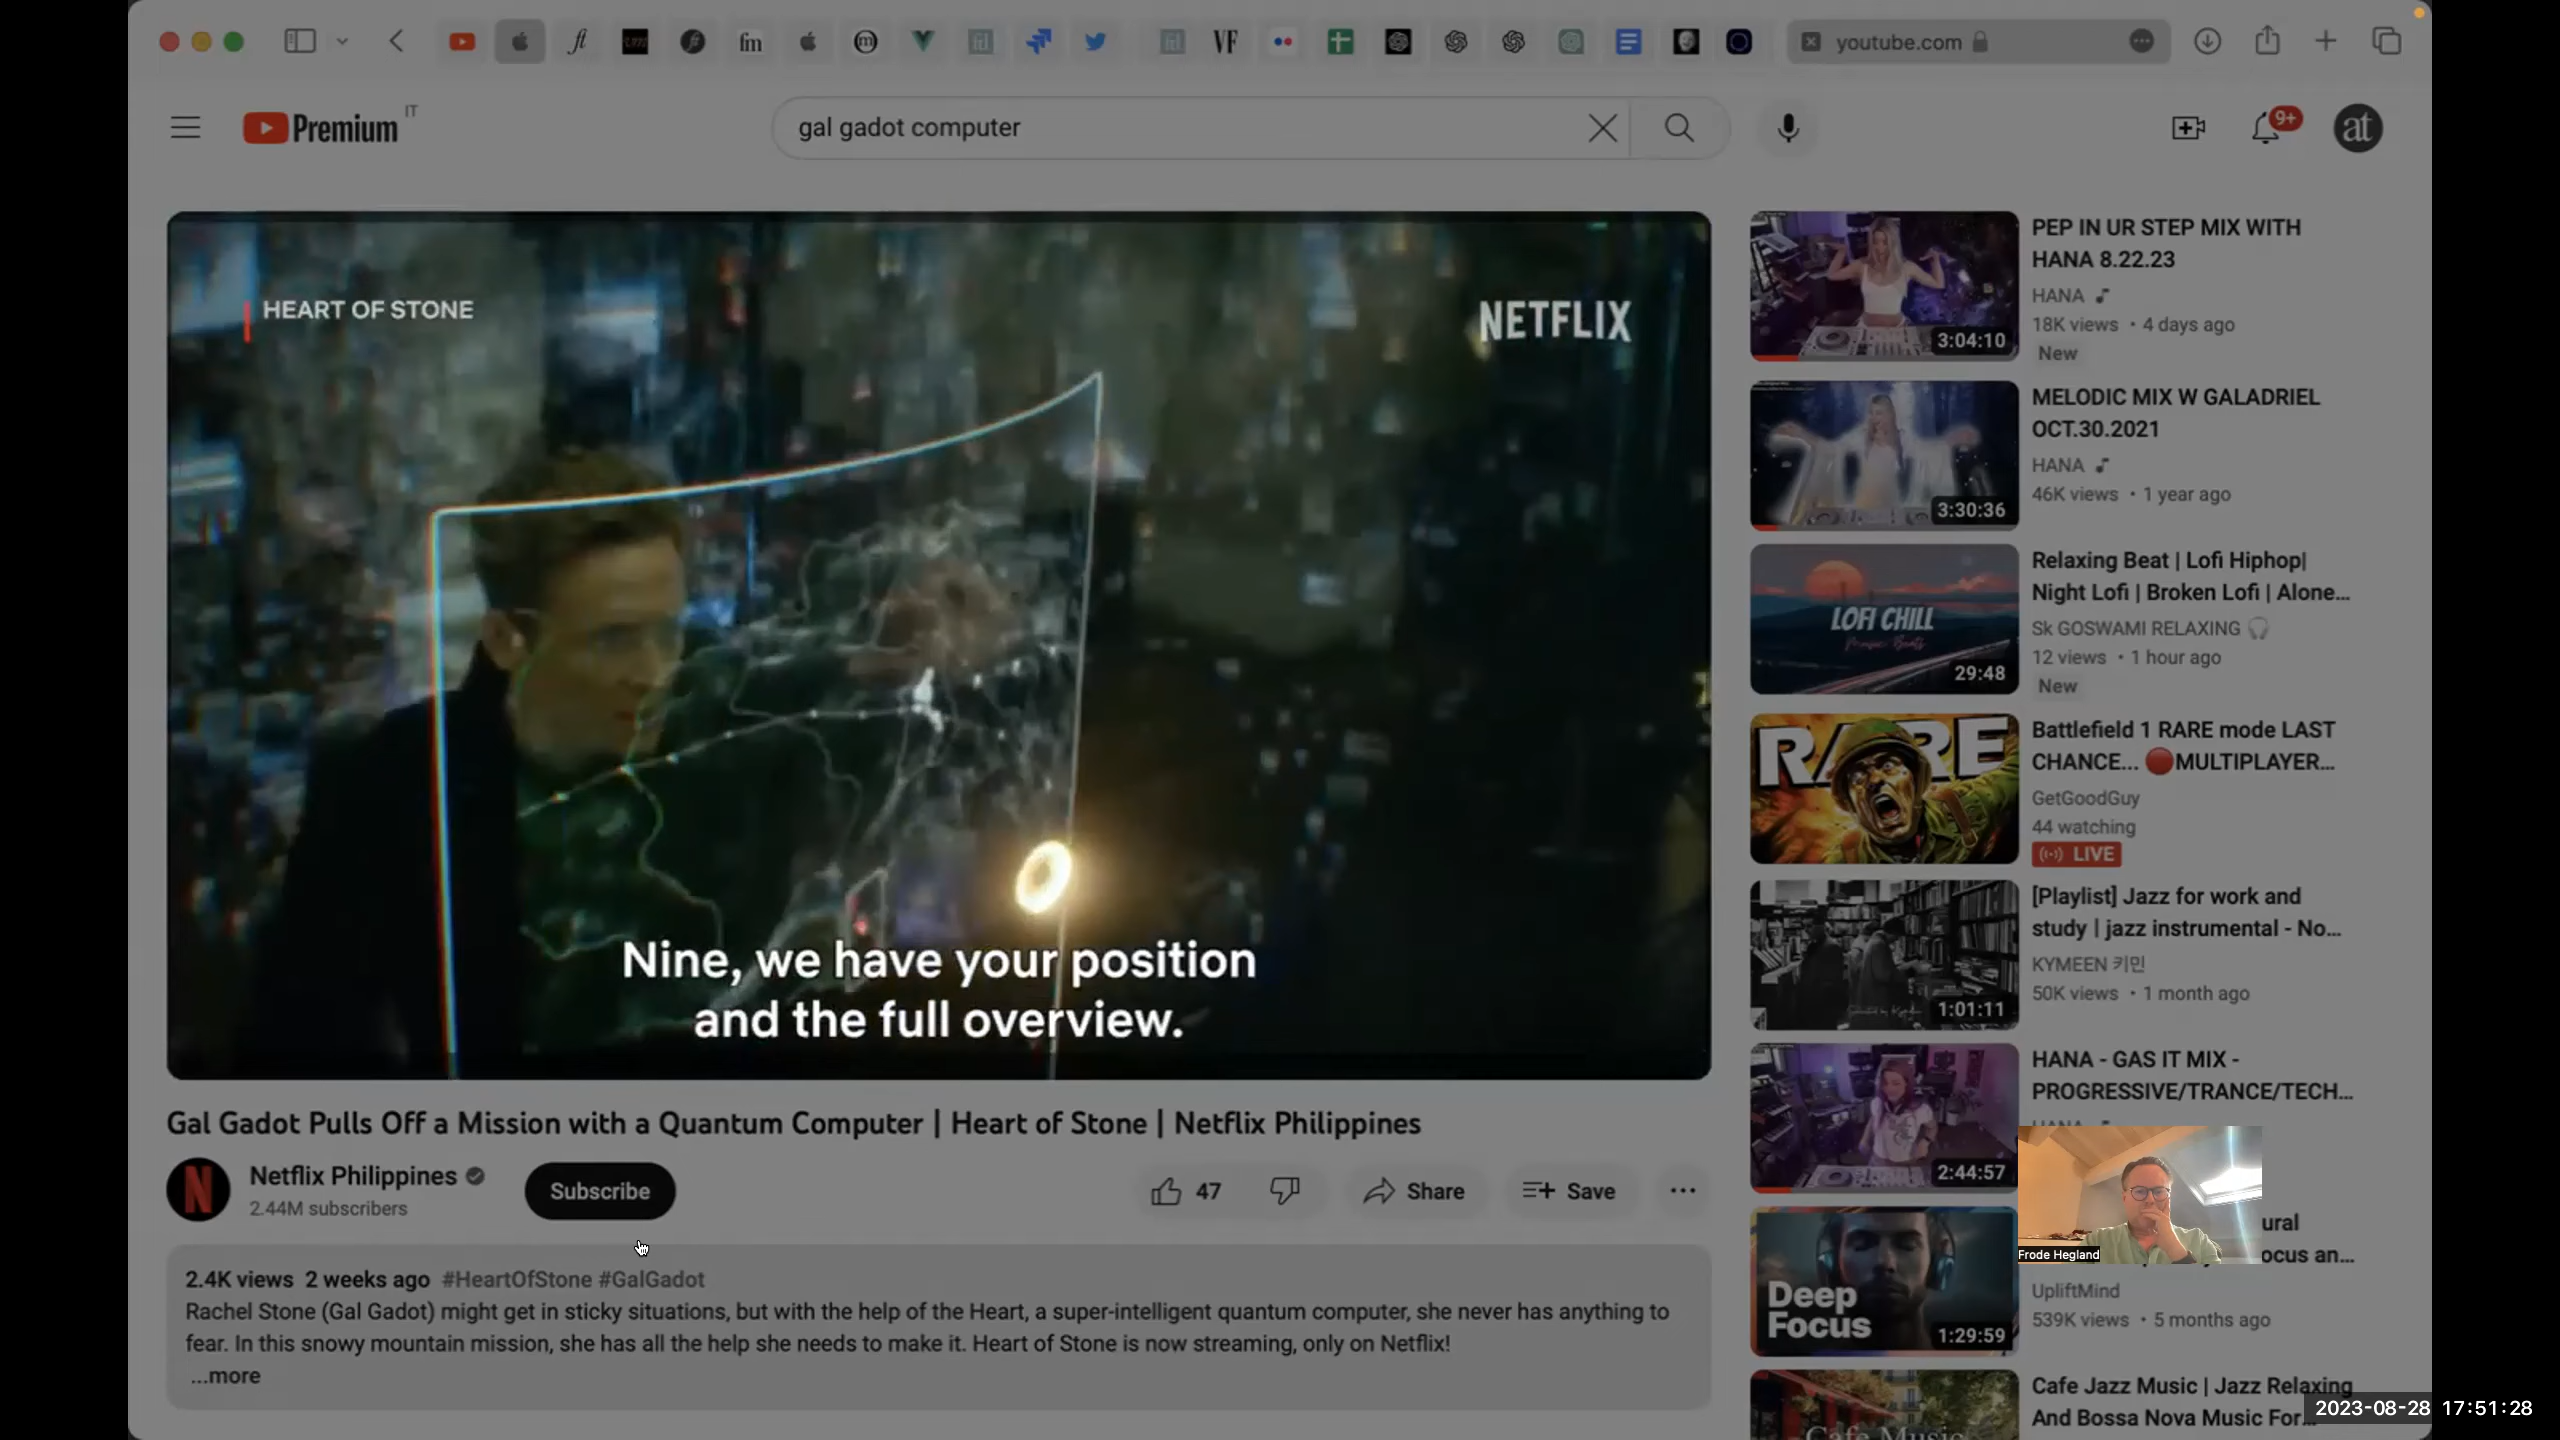 youtube.com
Premium
IT
gal gadot computer
9+
at
HEART OF STONE
NETFLIX
Nine, we have your position
and the full overview.
Gal Gadot Pulls Off a Mission with a Quantum Computer | Heart of Stone | Netflix Philippines
Netflix Philippines
2.44M subscribers
Subscribe
47
Share
Save
2.4K views 2 weeks ago #HeartOfStone #GalGadot
Rachel Stone (Gal Gadot) might get in sticky situations, but with the help of the Heart, a super-intelligent quantum computer, she never has anything to
fear. In this snowy mountain mission, she has all the help she needs to make it. Heart of Stone is now streaming, only on Netflix!
...more
3:04:10
PEP IN UR STEP MIX WITH
HANA 8.22.23
HANA
18K views • 4 days ago
New
3:30:36
MELODIC MIX W GALADRIEL
OCT.30.2021
HANA
46K views • 1 year ago
LOFI CHILL
Music Beats
29:48
Relaxing Beat | Lofi Hiphop|
Night Lofi | Broken Lofi | Alone...
Sk GOSWAMI RELAXING
12 views • 1 hour ago
New
RARE
Battlefield 1 RARE mode LAST
CHANCE... MULTIPLAYER...
GetGoodGuy
44 watching
LIVE
1:01:11
[Playlist] Jazz for work and
study | jazz instrumental - No...
KYMEEN 키민
50K views • 1 month ago
2:44:57
HANA - GAS IT MIX -
PROGRESSIVE/TRANCE/TECH...
Frode Hegland
Deep
Focus
1:29:59
ural
ocus an...
UpliftMind
539K views • 5 months ago
Cafe Music
Cafe Jazz Music | Jazz Relaxing
And Bossa Nova Music For...
2023-08-28 17:51:28